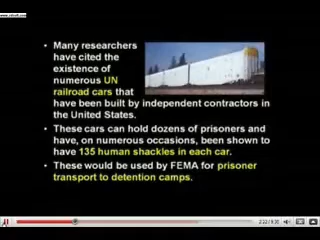 • Many researchers
have cited the
existence of
numerous UN
railroad cars that
have been built by independent contractors in
the United States.
• These cars can hold dozens of prisoners and
have, on numerous occasions, been shown to
have 135 human shackles in each car.
• These would be used by FEMA for prisoner
transport to detention camps.